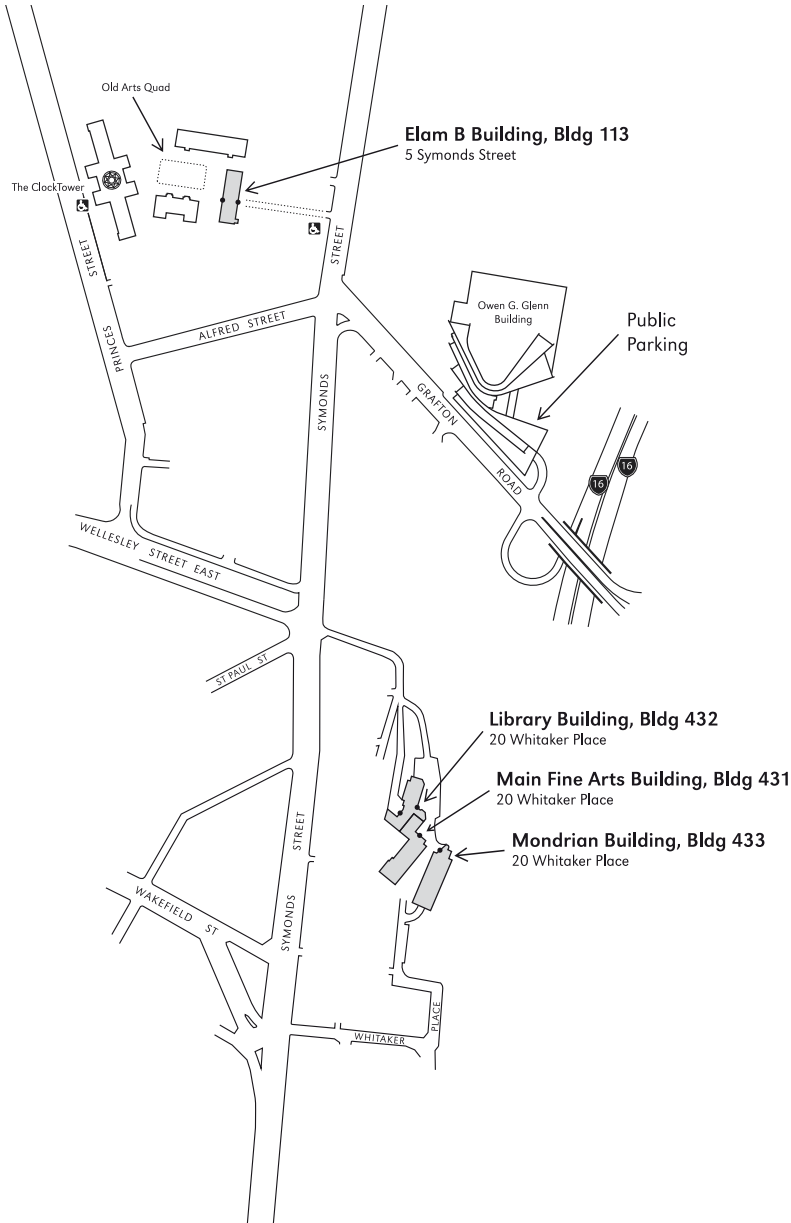 Old Arts Quad
Elam B Building, Bldg 113
5 Symonds Street
The ClockTower
STREET
PRINCES
STREET
ALFRED STREET
SYMONDS
Owen G. Glenn
Building
Public
Parking
GRAFTON
ROAD
16
16
WELLESLEY STREET EAST
ST PAUL ST
Library Building, Bldg 432
20 Whitaker Place
Main Fine Arts Building, Bldg 431
20 Whitaker Place
Mondrian Building, Bldg 433
20 Whitaker Place
STREET
SYMONDS
WAKEFIELD ST
PLACE
WHITAKER